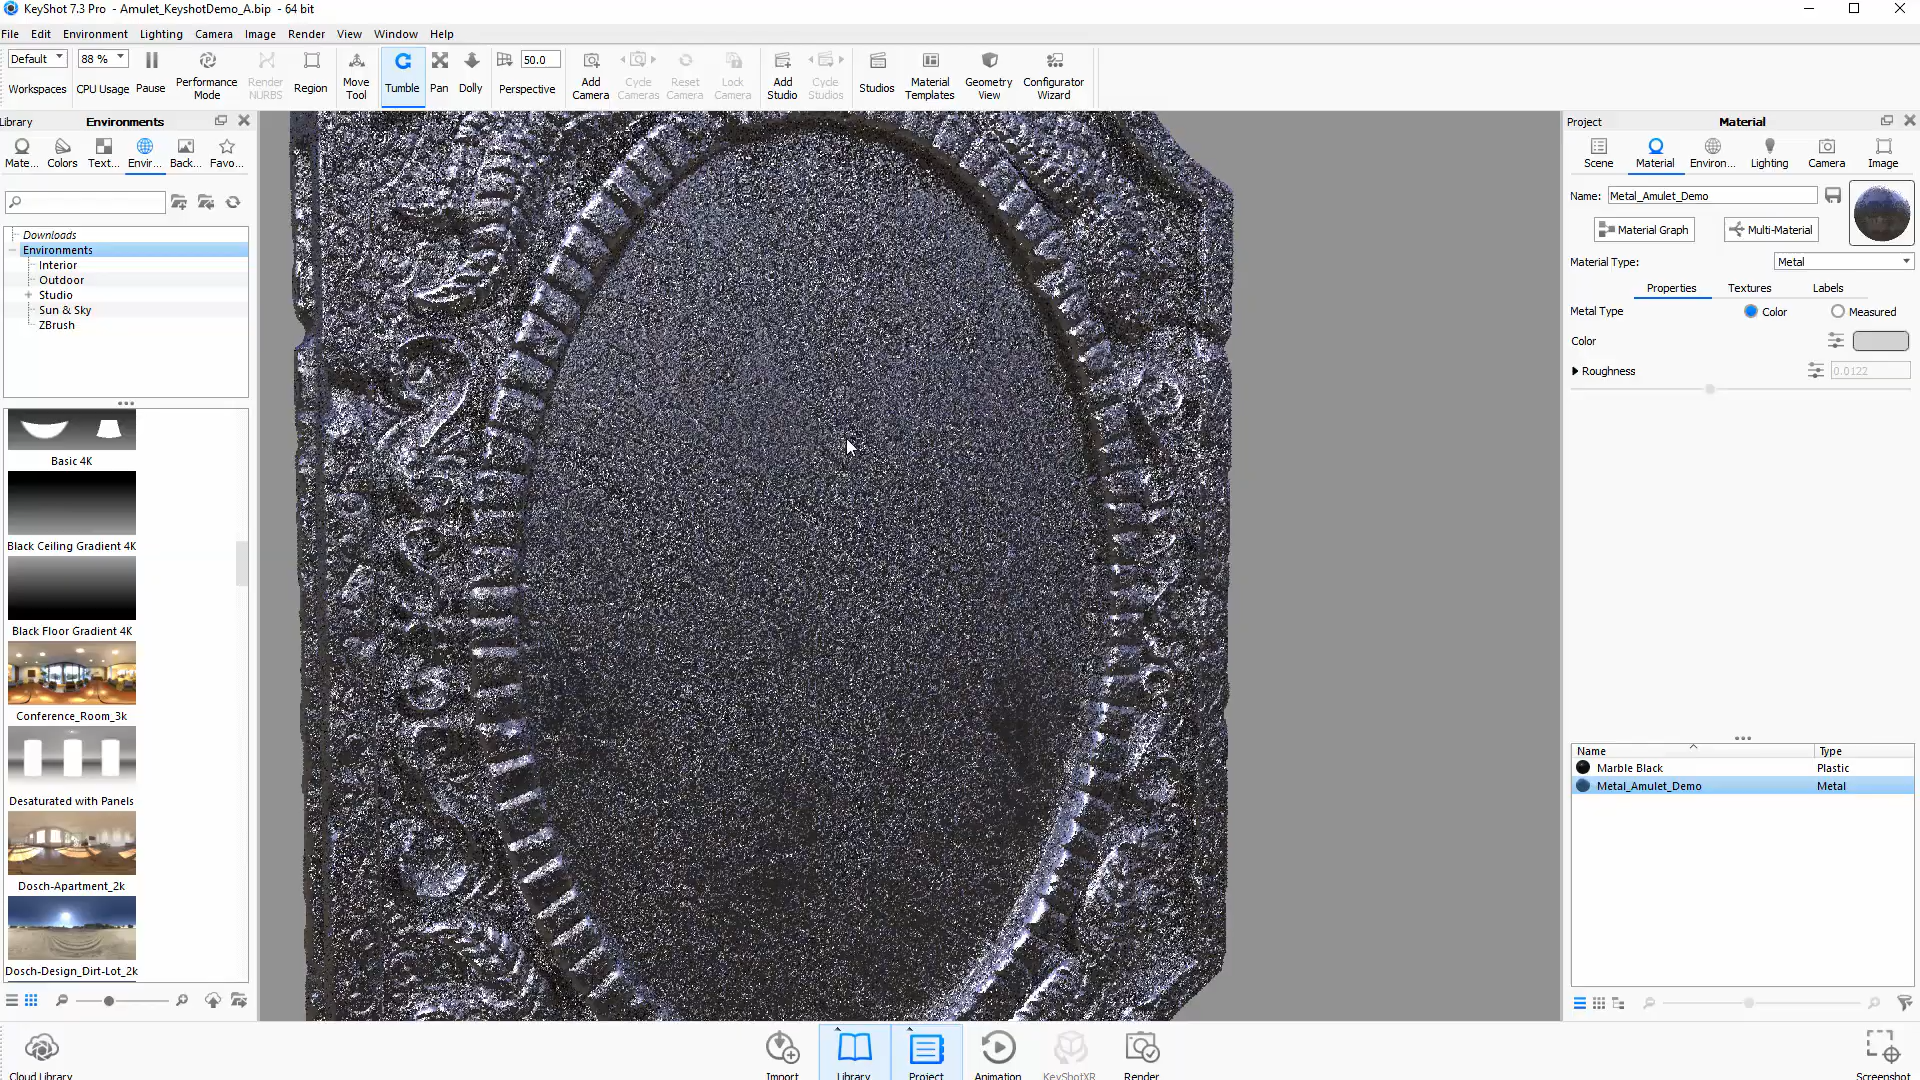 KeyShot 7.3 Pro - Amulet_KeyshotDemo_A.bip - 64 bit
File Edit Environment Lighting Camera Image Render View Window Help
Default 88 % 50.0
Workspaces CPU Usage Pause Performance Mode Render NURBS Region Move Tool Tumble Pan Dolly Perspective Add Camera Cycle Cameras Reset Camera Lock Camera Add Studio Cycle Studios Studios Material Templates Geometry View Configurator Wizard
Library Environments
Mate... Colors Text... Envir... Back... Favo...
Downloads
Environments
Interior
Outdoor
Studio
Sun & Sky
ZBrush
Basic 4K
Black Ceiling Gradient 4K
Black Floor Gradient 4K
Conference_Room_3k
Desaturated with Panels
Dosch-Apartment_2k
Dosch-Design_Dirt-Lot_2k
Project Material
Scene Material Environ... Lighting Camera Image
Name: Metal_Amulet_Demo
Material Graph Multi-Material
Material Type: Metal
Properties Textures Labels
Metal Type Color Measured
Color
Roughness 0.0122
Name Type
Marble Black Plastic
Metal_Amulet_Demo Metal
Cloud Library Import Library Project Animation KeyShotXR Render Screenshot